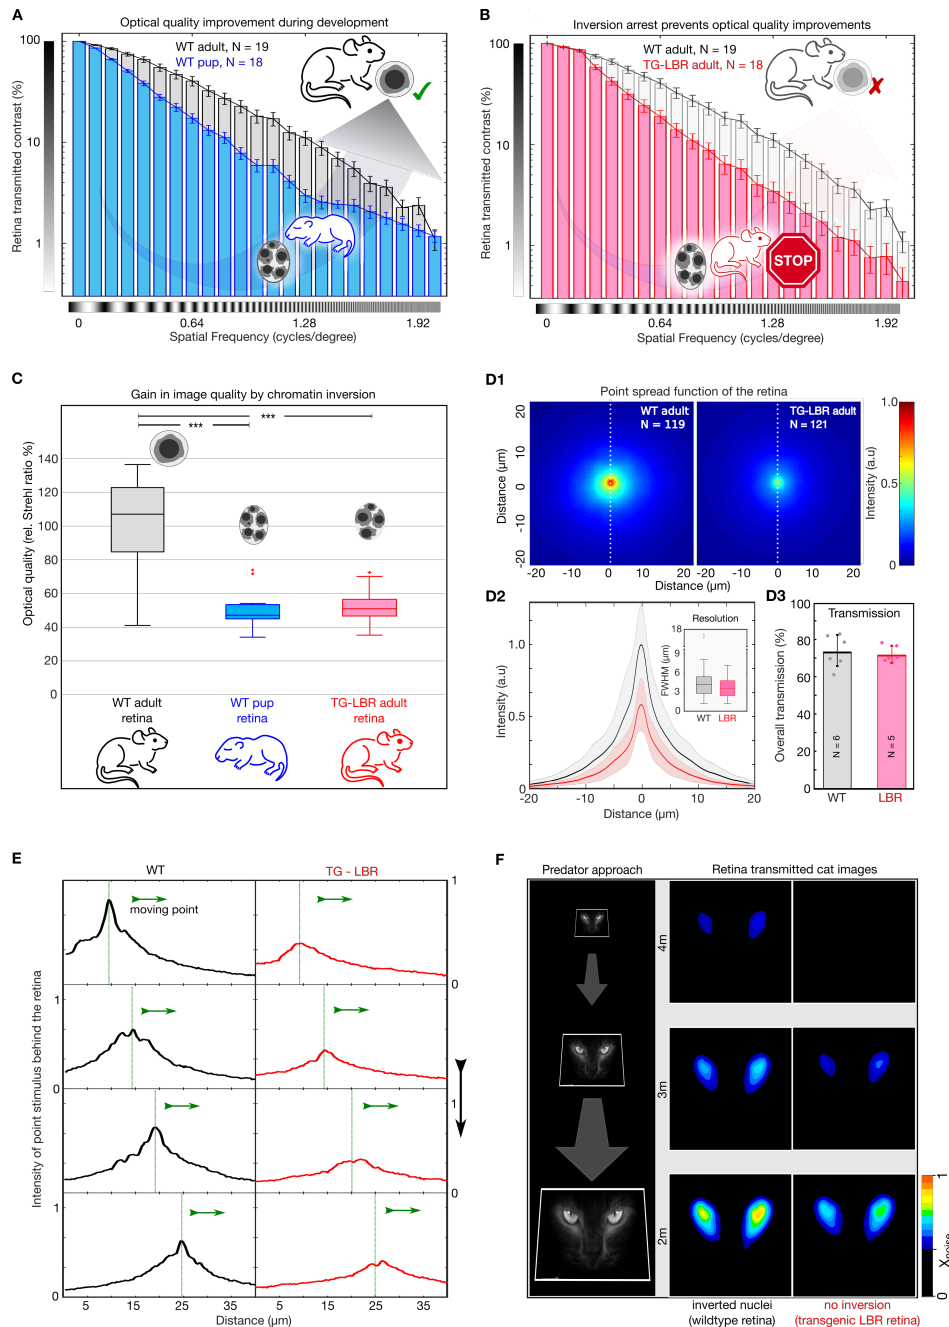 A
Optical quality improvement during development
WT adult, N = 19
WT pup, N = 18
Retina transmitted contrast (%)
100
10
1
0
0.64
1.28
1.92
Spatial Frequency (cycles/degree)
B
Inversion arrest prevents optical quality improvements
WT adult, N = 19
TG-LBR adult, N = 18
Retina transmitted contrast (%)
100
10
1
STOP
0
0.64
1.28
1.92
Spatial Frequency (cycles/degree)
C
Gain in image quality by chromatin inversion
***
***
Optical quality (rel. Strehl ratio %)
140
120
100
80
60
40
20
0
WT adult
retina
WT pup
retina
TG-LBR adult
retina
D1
Point spread function of the retina
WT adult
N = 119
TG-LBR adult
N = 121
Distance (µm)
20
10
0
-10
-20
-20
-10
0
10
20
-20
-10
0
10
20
Distance (µm)
Intensity (a.u)
1.0
0.5
0
D2
Intensity (a.u)
1.0
0.5
-20
-10
0
10
20
Distance (µm)
Resolution
FWHM (µm)
18
9
6
3
0
WT
LBR
D3
Transmission
Overall transmission (%)
100
80
60
40
20
0
N = 6
N = 5
WT
LBR
E
WT
TG - LBR
moving point
Intensity of point stimulus behind the retina
1
0
1
0
1
0
1
0
5
15
25
35
5
15
25
35
Distance (µm)
F
Predator approach
Retina transmitted cat images
4m
3m
2m
1
0
Xnoise
inverted nuclei
(wildtype retina)
no inversion
(transgenic LBR retina)